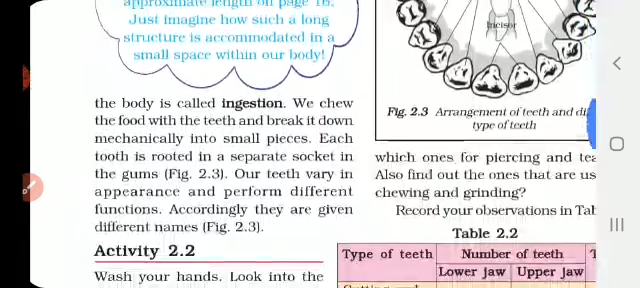 approximate length on page 16.
Just imagine how such a long
structure is accommodated in a
small space within our body!
the body is called ingestion. We chew
the food with the teeth and break it down
mechanically into small pieces. Each
tooth is rooted in a separate socket in
the gums (Fig. 2.3). Our teeth vary in
appearance and perform different
functions. Accordingly they are given
different names (Fig. 2.3).
Activity 2.2
Wash your hands. Look into the
Incisor
Fig. 2.3 Arrangement of teeth and
type of teeth
which ones for piercing and
Also find out the ones that are
chewing and grinding?
Record your observations in
Table 2.2
Type of teeth Number of teeth
Lower jaw Upper jaw